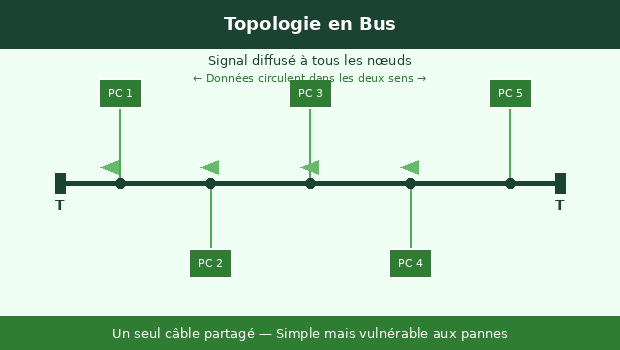 Topologie en Bus
Signal diffusé à tous les nœuds
← Données circulent dans les deux sens →
PC 1
PC 3
PC 5
T
T
PC 2
PC 4
Un seul câble partagé — Simple mais vulnérable aux pannes